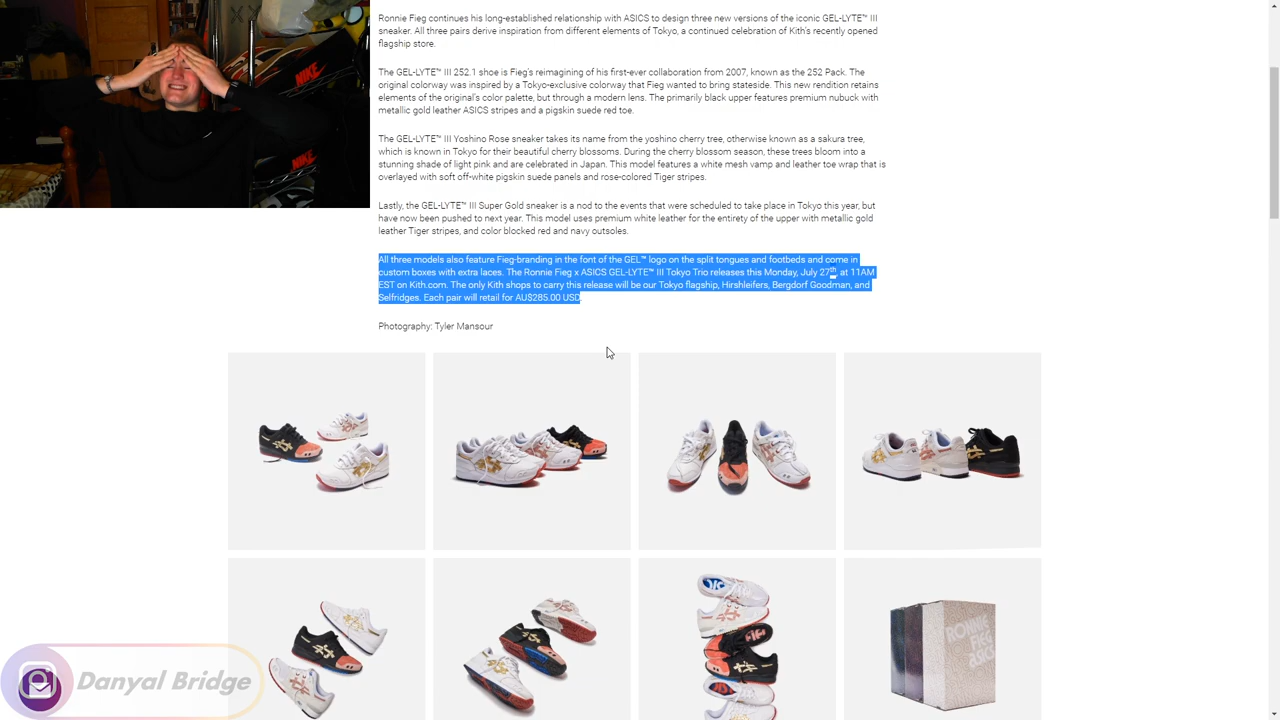 Ronnie Fieg continues his long-established relationship with ASICS to design three new versions of the iconic GEL-LYTE™ III
sneaker. All three pairs derive inspiration from different elements of Tokyo, a continued celebration of Kith's recently opened
flagship store.
The GEL-LYTE™ III 252.1 shoe is Fieg's reimagining of his first-ever collaboration from 2007, known as the 252 Pack. The
original colorway was inspired by a Tokyo-exclusive colorway that Fieg wanted to bring stateside. This new rendition retains
elements of the original's color palette, but through a modern lens. The primarily black upper features premium nubuck with
metallic gold leather ASICS stripes and a pigskin suede red toe.
The GEL-LYTE™ III Yoshino Rose sneaker takes its name from the yoshino cherry tree, otherwise known as a sakura tree,
which is known in Tokyo for their beautiful cherry blossoms. During the cherry blossom season, these trees bloom into a
stunning shade of light pink and are celebrated in Japan. This model features a white mesh vamp and leather toe wrap that is
overlayed with soft off-white pigskin suede panels and rose-colored Tiger stripes.
Lastly, the GEL-LYTE™ III Super Gold sneaker is a nod to the events that were scheduled to take place in Tokyo this year, but
have now been pushed to next year. This model uses premium white leather for the entirety of the upper with metallic gold
leather Tiger stripes, and color blocked red and navy outsoles.
All three models also feature Fieg-branding in the font of the GEL™ logo on the split tongues and footbeds and come in
custom boxes with extra laces. The Ronnie Fieg x ASICS GEL-LYTE™ III Tokyo Trio releases this Monday, July 27th, at 11AM
EST on Kith.com. The only Kith shops to carry this release will be our Tokyo flagship, Hirshleifers, Bergdorf Goodman, and
Selfridges. Each pair will retail for AU$285.00 USD
Photography: Tyler Mansour
NIKE
NIKE
RONNIE
FIEG
ASICS
Danyal Bridge